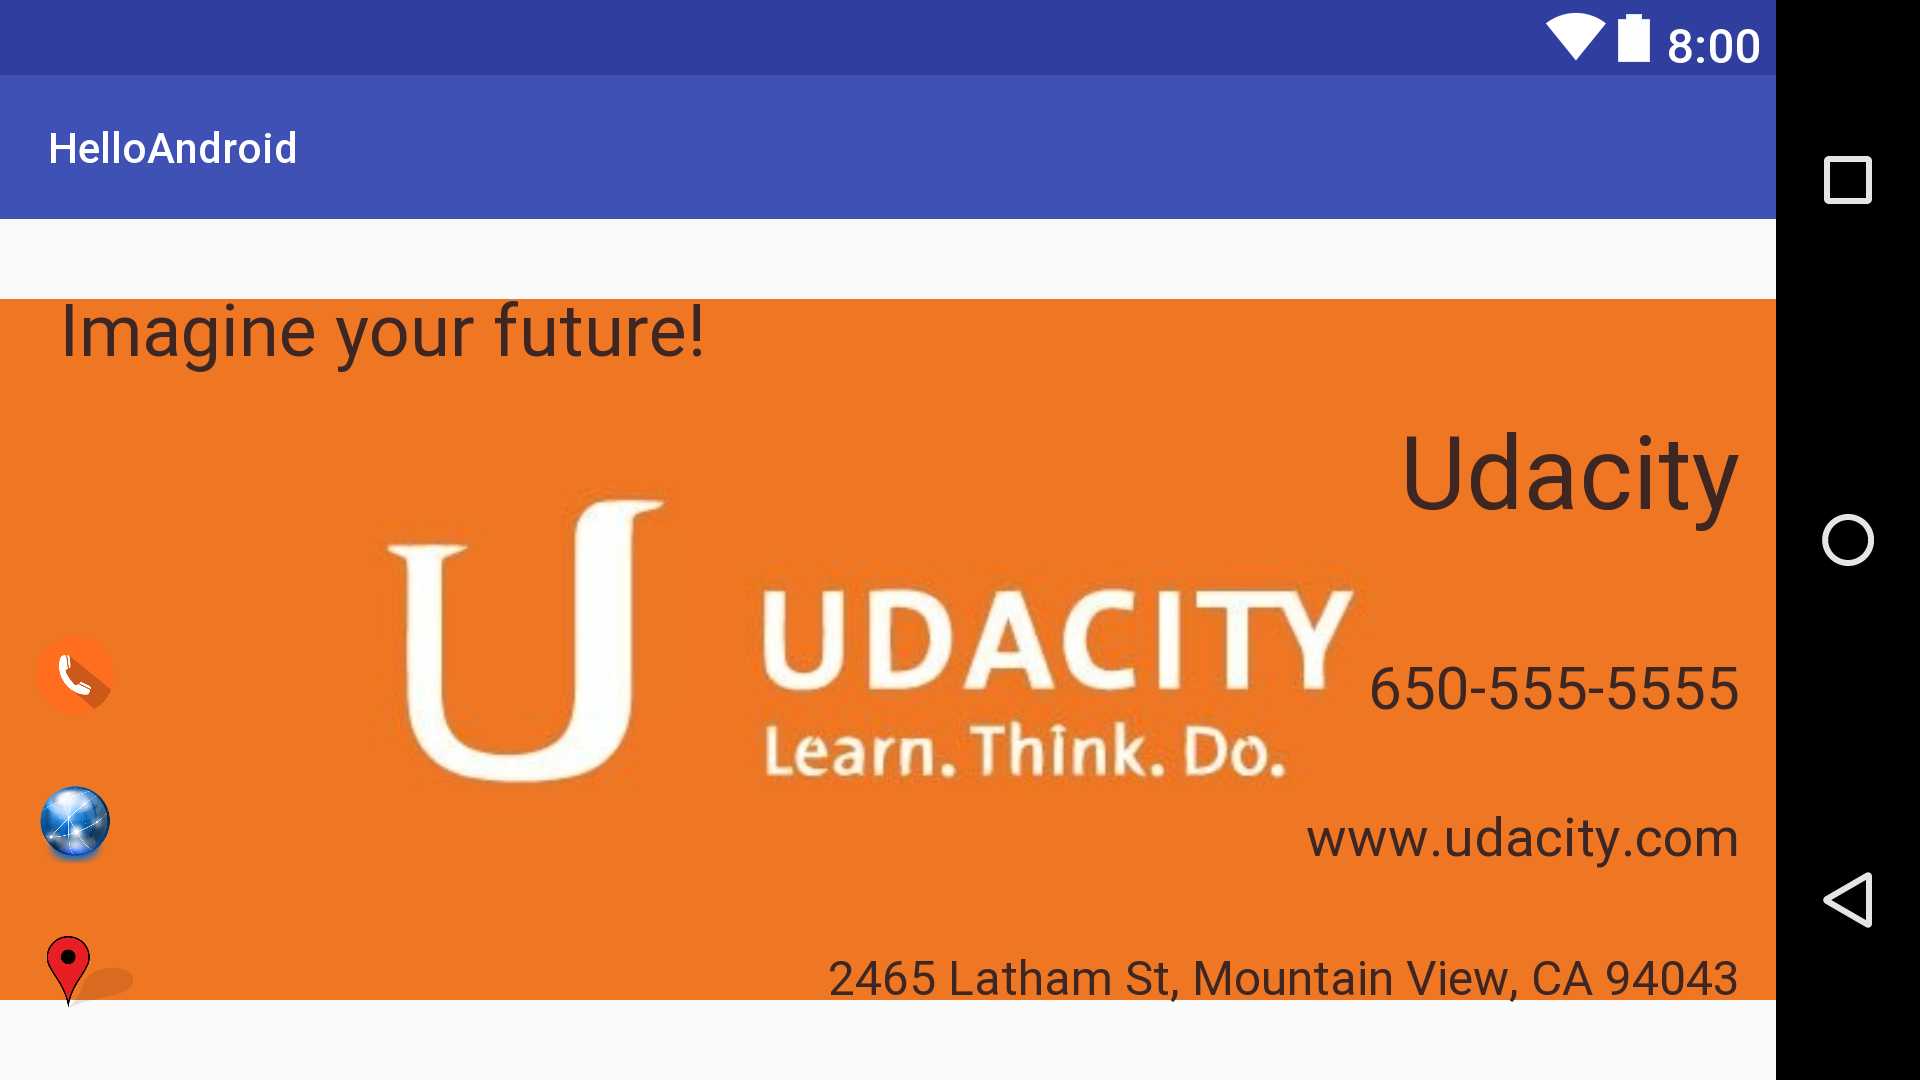 8:00
HelloAndroid
Imagine your future!
Udacity
UDACITY
650-555-5555
Learn. Think. Do.
www.udacity.com
2465 Latham St, Mountain View, CA 94043